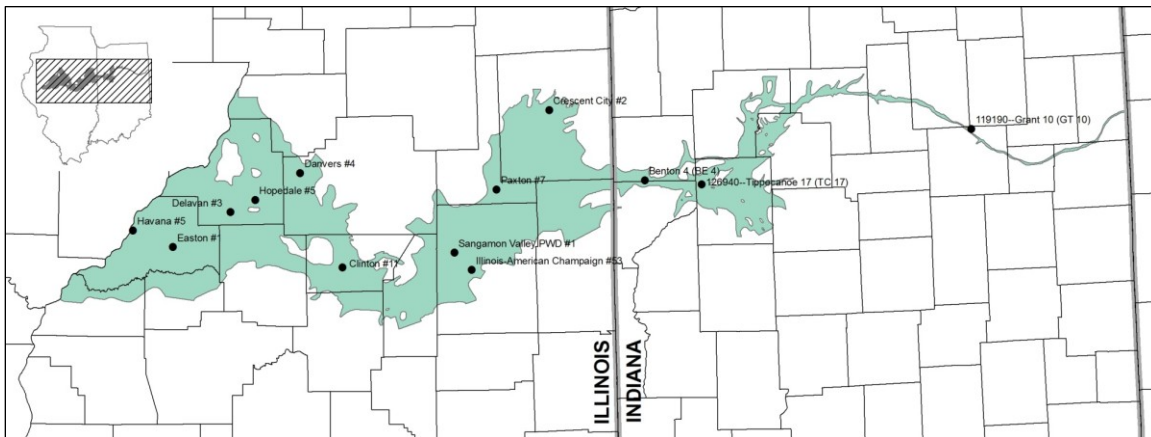 Crescent City #2
119190--Grant 10 (GT 10)
Danvers #4
Benton 4 (BE 4)
126940--Tippecanoe 17 (TC 17)
Paxton #7
Hopedale #5
Delavan #3
Havana #5
Easton #1
Sangamon Valley PWD #1
Clinton #11
Illinois-American Champaign #53
ILLINOIS
INDIANA